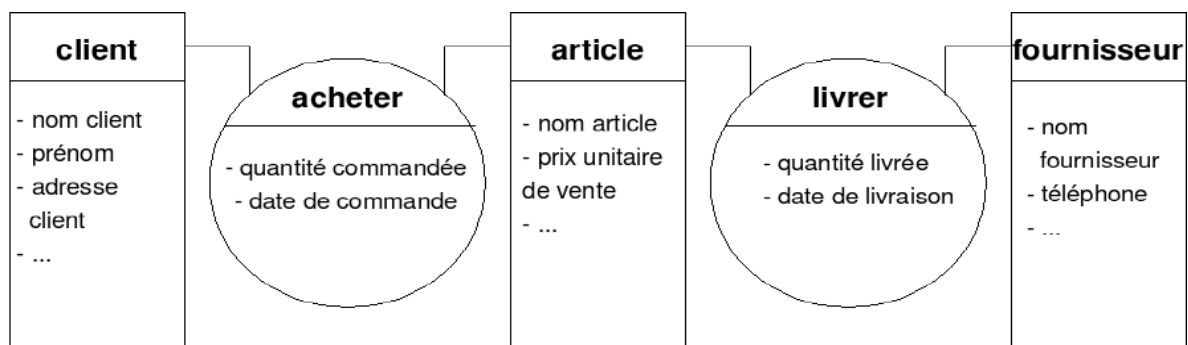 client
- nom client
- prénom
- adresse
client
- ...
acheter
- quantité commandée
- date de commande
article
- nom article
- prix unitaire
de vente
- ...
livrer
- quantité livrée
- date de livraison
fournisseur
- nom
fournisseur
- téléphone
- ...